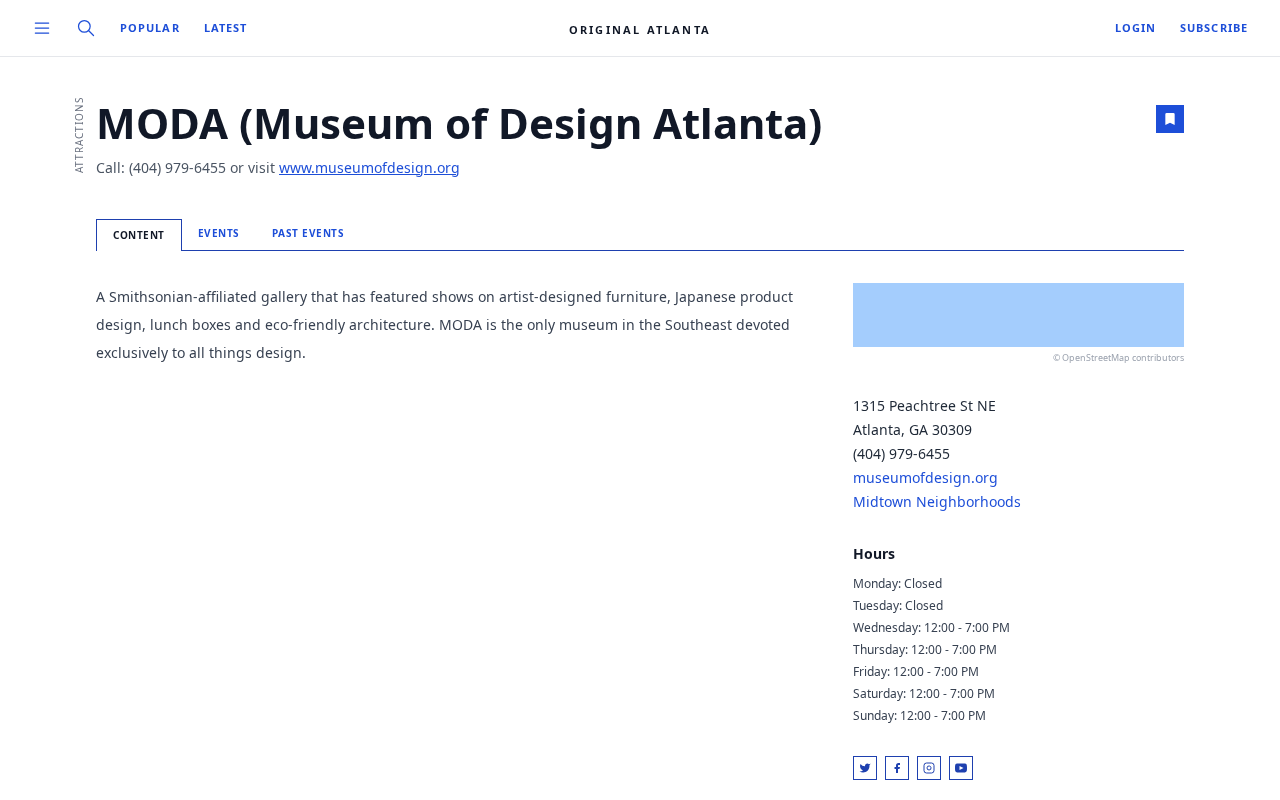 POPULAR
LATEST
ORIGINAL ATLANTA
LOGIN
SUBSCRIBE
ATTRACTIONS
MODA (Museum of Design Atlanta)
Call: (404) 979-6455 or visit www.museumofdesign.org
CONTENT
EVENTS
PAST EVENTS
A Smithsonian-affiliated gallery that has featured shows on artist-designed furniture, Japanese product
design, lunch boxes and eco-friendly architecture. MODA is the only museum in the Southeast devoted
exclusively to all things design.
© OpenStreetMap contributors
1315 Peachtree St NE
Atlanta, GA 30309
(404) 979-6455
museumofdesign.org
Midtown Neighborhoods
Hours
Monday: Closed
Tuesday: Closed
Wednesday: 12:00 - 7:00 PM
Thursday: 12:00 - 7:00 PM
Friday: 12:00 - 7:00 PM
Saturday: 12:00 - 7:00 PM
Sunday: 12:00 - 7:00 PM